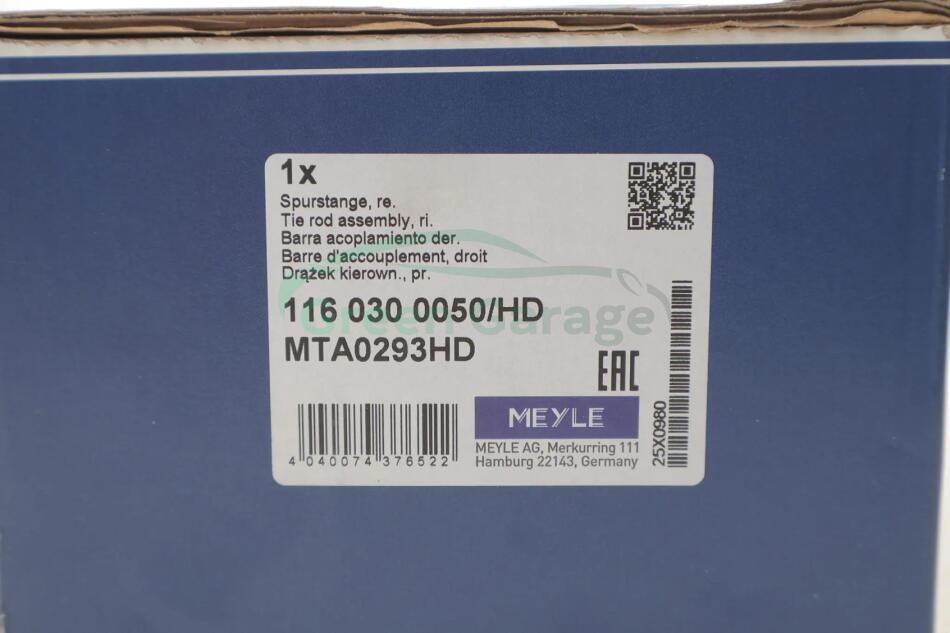 1x
Spurstange, re.
Tie rod assembly, ri.
Barra acoplamiento der.
Barre d'accouplement, droit
Drążek kierown., pr.
116 030 0050/HD
Green Garage
MTA0293HD
EAC
MEYLE
MEYLE AG, Merkurring 111
Hamburg 22143, Germany
4 040074 376522
25X0980